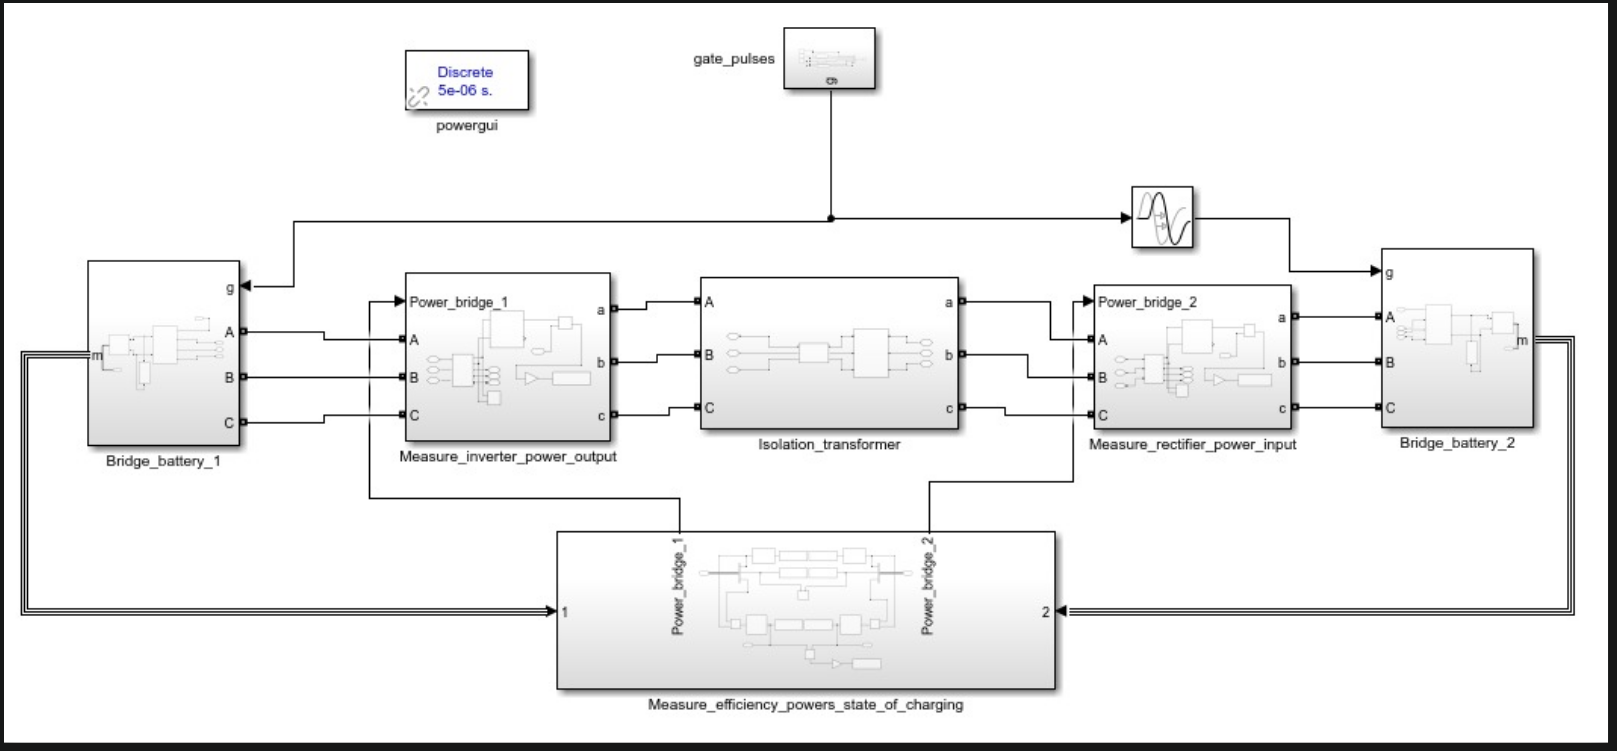 gate_pulses
g
Discrete
5e-06 s.
powergui
g
A
B
C
m
Bridge_battery_1
Power_bridge_1
A
B
C
a
b
c
Measure_inverter_power_output
A
B
C
a
b
c
Isolation_transformer
Power_bridge_2
A
B
C
a
b
c
Measure_rectifier_power_input
g
A
B
C
m
Bridge_battery_2
1
Power_bridge_1
Power_bridge_2
2
Measure_efficiency_powers_state_of_charging